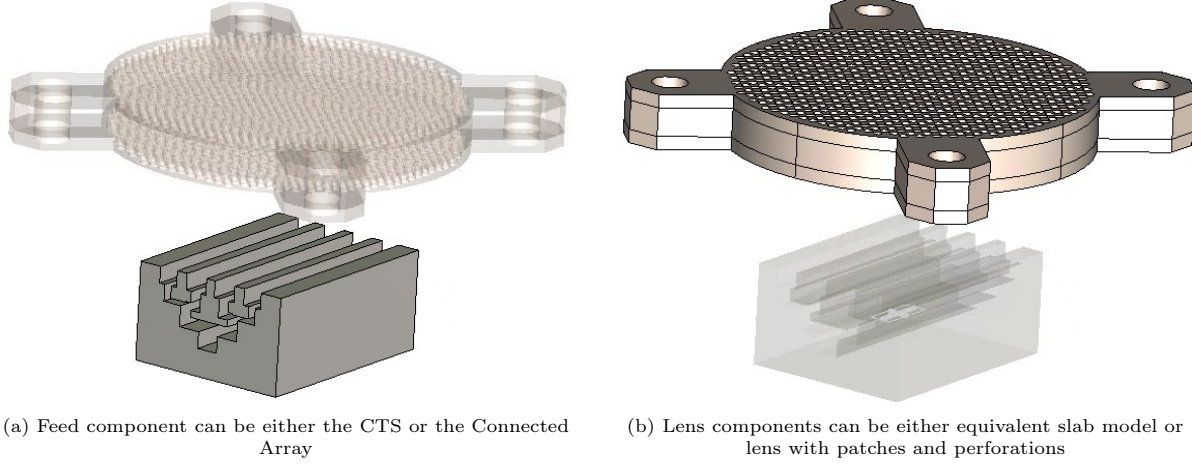 (a) Feed component can be either the CTS or the Connected
Array
(b) Lens components can be either equivalent slab model or
lens with patches and perforations